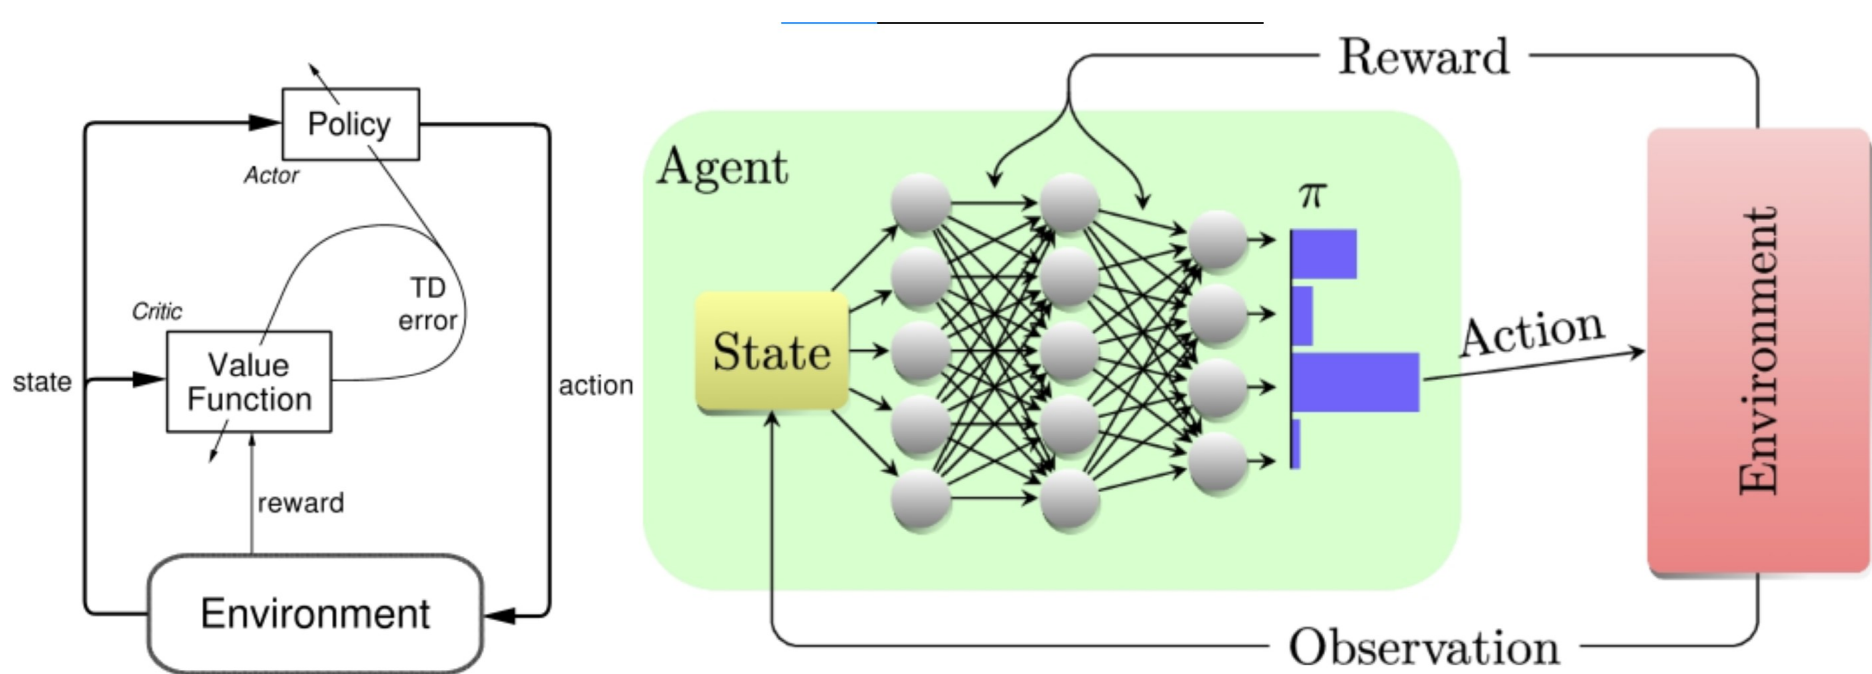 Policy
Actor
TD
error
Critic
Value
Function
state
action
reward
Environment
Reward
Agent
π
State
Action
Environment
Observation